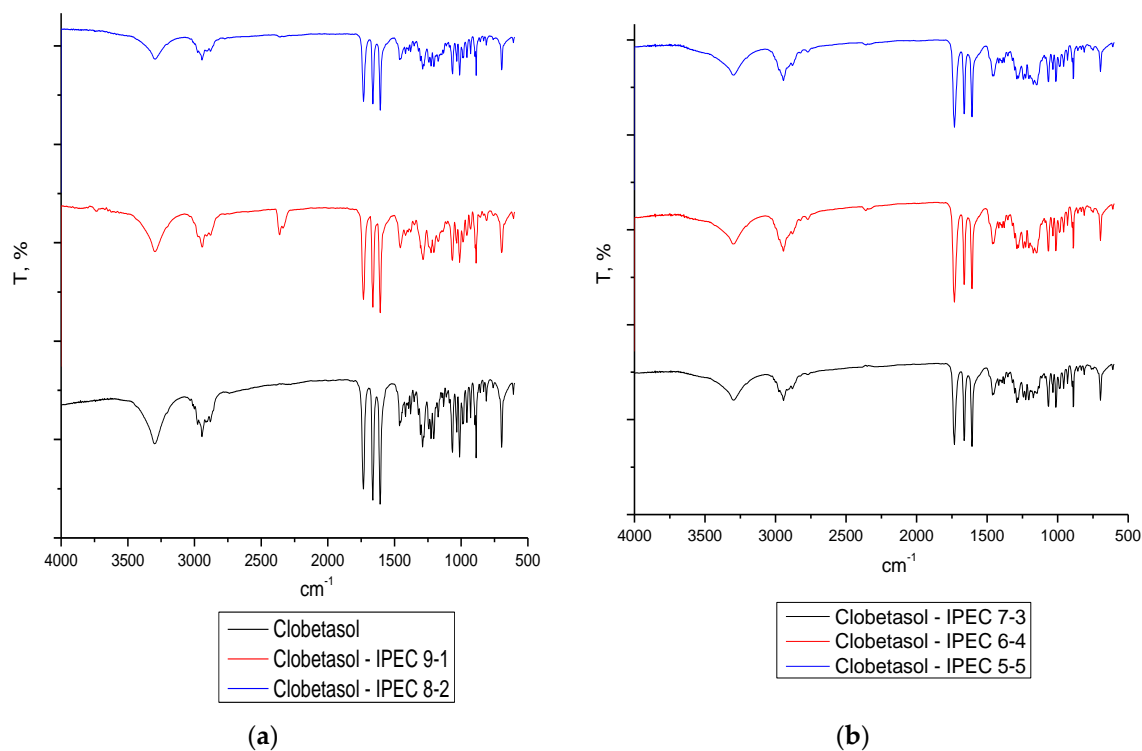 T, %
4000 3500 3000 2500 2000 1500 1000 500
cm-1
Clobetasol
Clobetasol - IPEC 9-1
Clobetasol - IPEC 8-2
(a)
T, %
4000 3500 3000 2500 2000 1500 1000 500
cm-1
Clobetasol - IPEC 7-3
Clobetasol - IPEC 6-4
Clobetasol - IPEC 5-5
(b)